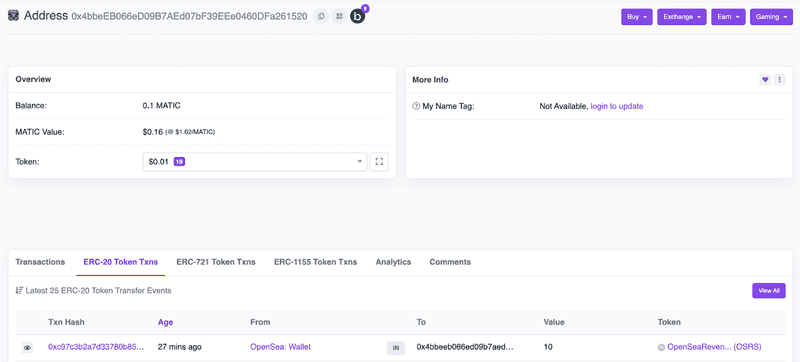 Address 0x4bbeEB066eD09B7AEd07bF39EEe0460DFa261520 b 8
Buy Exchange Earn Gaming
Overview
Balance: 0.1 MATIC
MATIC Value: $0.16 (@ $1.62/MATIC)
Token: $0.01 19
More Info
My Name Tag: Not Available, login to update
Transactions ERC-20 Token Txns ERC-721 Token Txns ERC-1155 Token Txns Analytics Comments
Latest 25 ERC-20 Token Transfer Events View All
Txn Hash Age From To Value Token
0xc97c3b2a7d33780b85... 27 mins ago OpenSea: Wallet IN 0x4bbeeb066ed09b7aed... 10 OpenSeaReven... (OSRS)